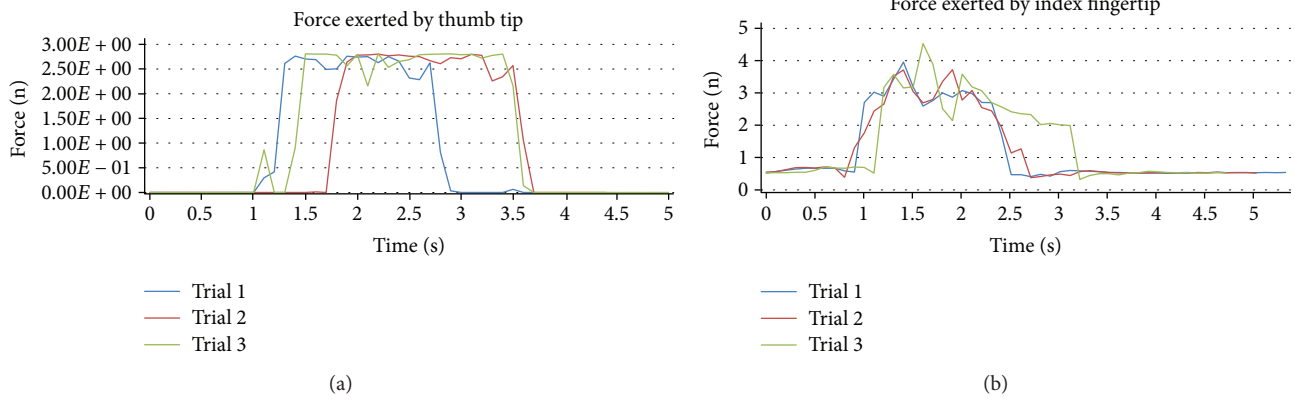 Force exerted by thumb tip
3.00E + 00
2.50E + 00
2.00E + 00
1.50E + 00
1.00E + 00
5.00E − 01
0.00E + 00
Force (n)
0 0.5 1 1.5 2 2.5 3 3.5 4 4.5 5
Time (s)
Trial 1
Trial 2
Trial 3
(a)
Force exerted by index fingertip
5
4
3
2
1
0
Force (n)
0 0.5 1 1.5 2 2.5 3 3.5 4 4.5 5
Time (s)
Trial 1
Trial 2
Trial 3
(b)